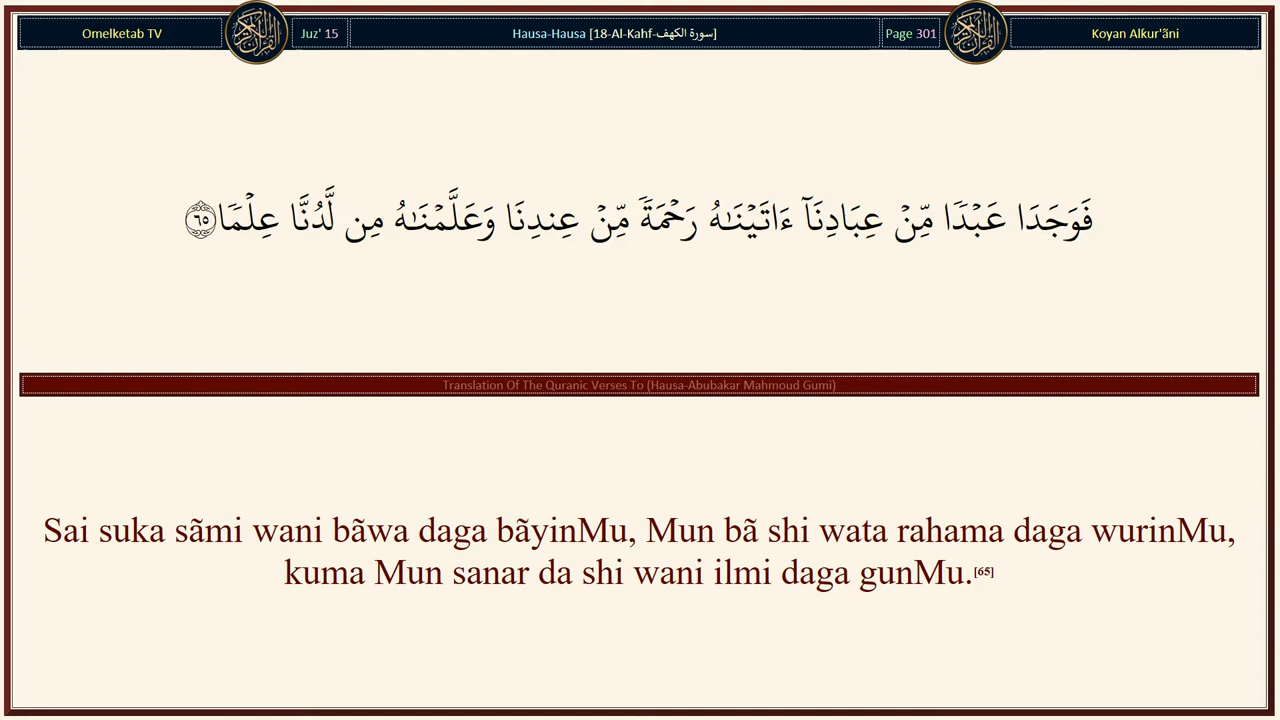 Omelketab TV
Juz' 15
Hausa-Hausa [18-Al-Kahf-سورة الكهف]
Page 301
Koyan Alƙur'ãni
فَوَجَدَا عَبۡدٗا مِّنۡ عِبَادِنَآ ءَاتَيۡنَٰهُ رَحۡمَةٗ مِّنۡ عِندِنَا وَعَلَّمۡنَٰهُ مِن لَّدُنَّا عِلۡمٗا ٦٥
Translation Of The Quranic Verses To (Hausa-Abubakar Mahmoud Gumi)
Sai suka sãmi wani bãwa daga bãyinMu, Mun bã shi wata rahama daga wurinMu,
kuma Mun sanar da shi wani ilmi daga gunMu.[65]